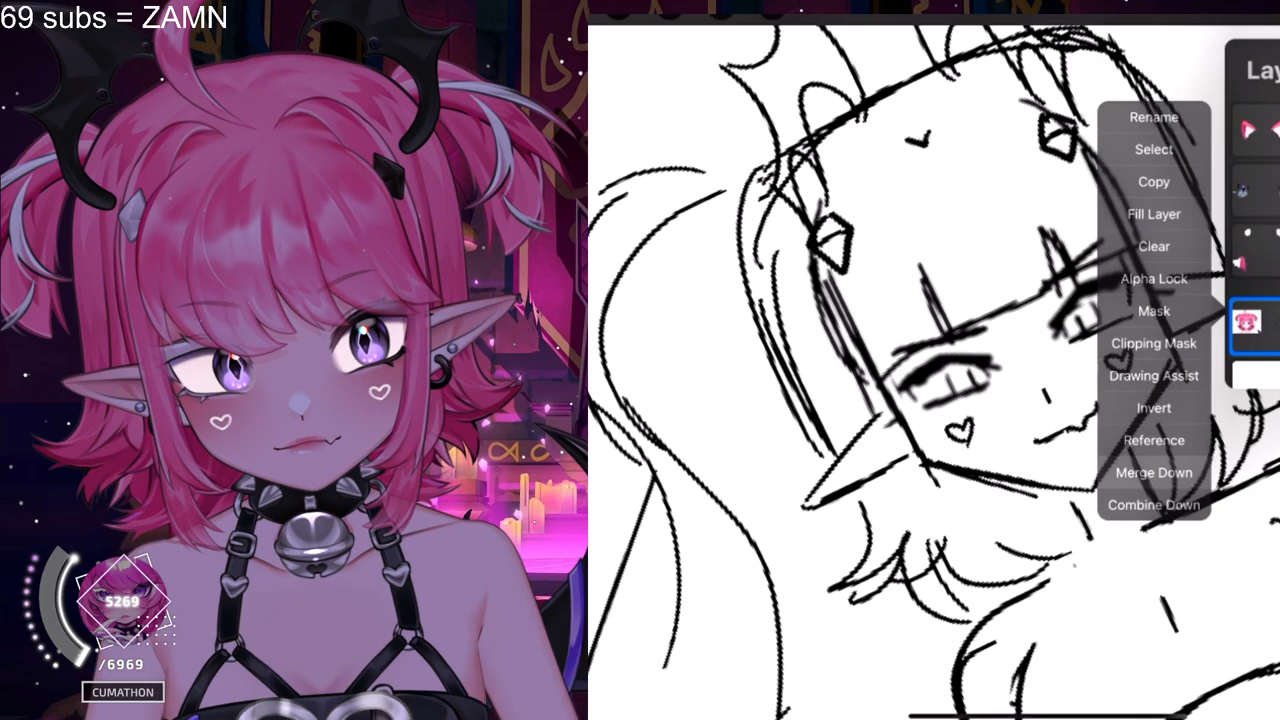 69 subs = ZAMN
Lay
Rename
Select
Copy
Fill Layer
Clear
Alpha Lock
Mask
Clipping Mask
Drawing Assist
Invert
Reference
Merge Down
Combine Down
5269
/6969
CUMATHON